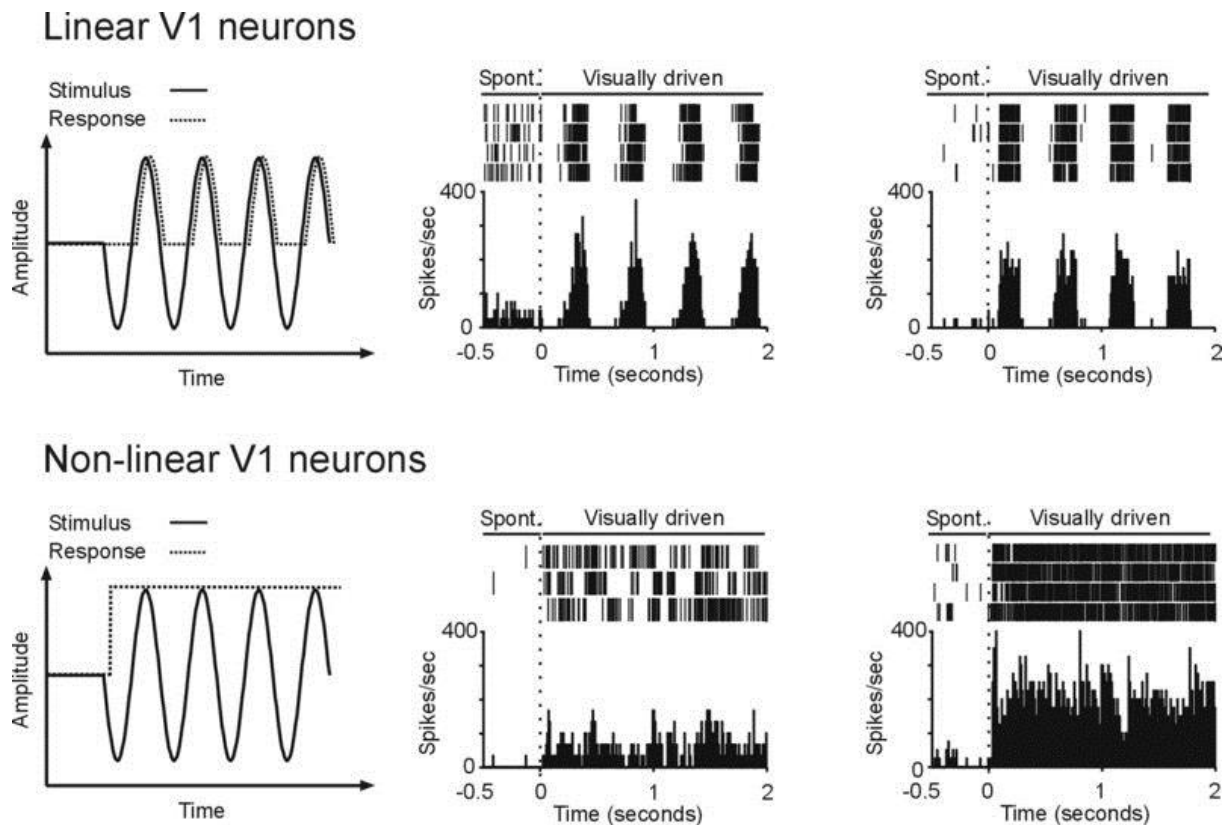 Linear V1 neurons
Stimulus
Response
Amplitude
Time
Spont. Visually driven
400
Spikes/sec
0
-0.5 0 1 2
Time (seconds)
Spont. Visually driven
400
Spikes/sec
0
-0.5 0 1 2
Time (seconds)
Non-linear V1 neurons
Stimulus
Response
Amplitude
Time
Spont. Visually driven
400
Spikes/sec
0
-0.5 0 1 2
Time (seconds)
Spont. Visually driven
400
Spikes/sec
0
-0.5 0 1 2
Time (seconds)